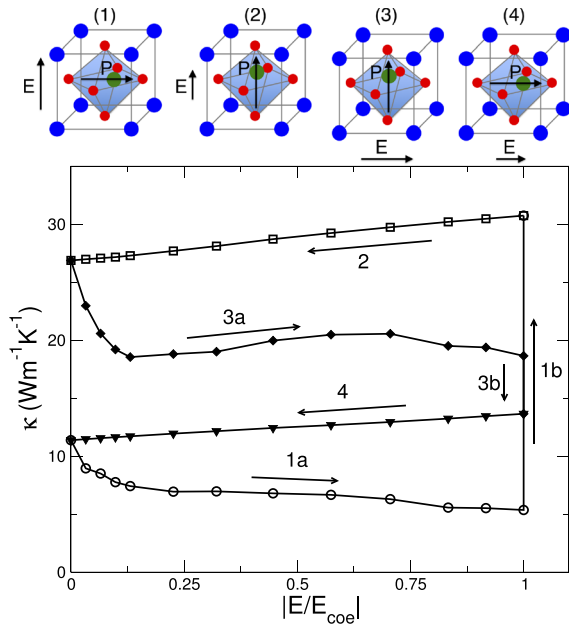 (1) (2) (3) (4)
E P E P P P
E E
30
2
3a
20
3b 1b
4
10
1a
0
0 0.25 0.5 0.75 1
κ (Wm⁻¹K⁻¹)
|E/E_coe|